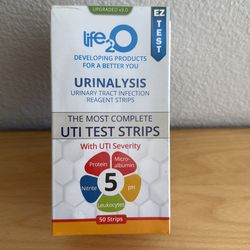 UPGRADED v3.0
EZ TEST
life2O
DEVELOPING PRODUCTS
FOR A BETTER YOU
URINALYSIS
URINARY TRACT INFECTION
REAGENT STRIPS
THE MOST COMPLETE
UTI TEST STRIPS
With UTI Severity
Protein
Micro-
albumin
Nitrite
5
pH
Leukocytes
50 Strips